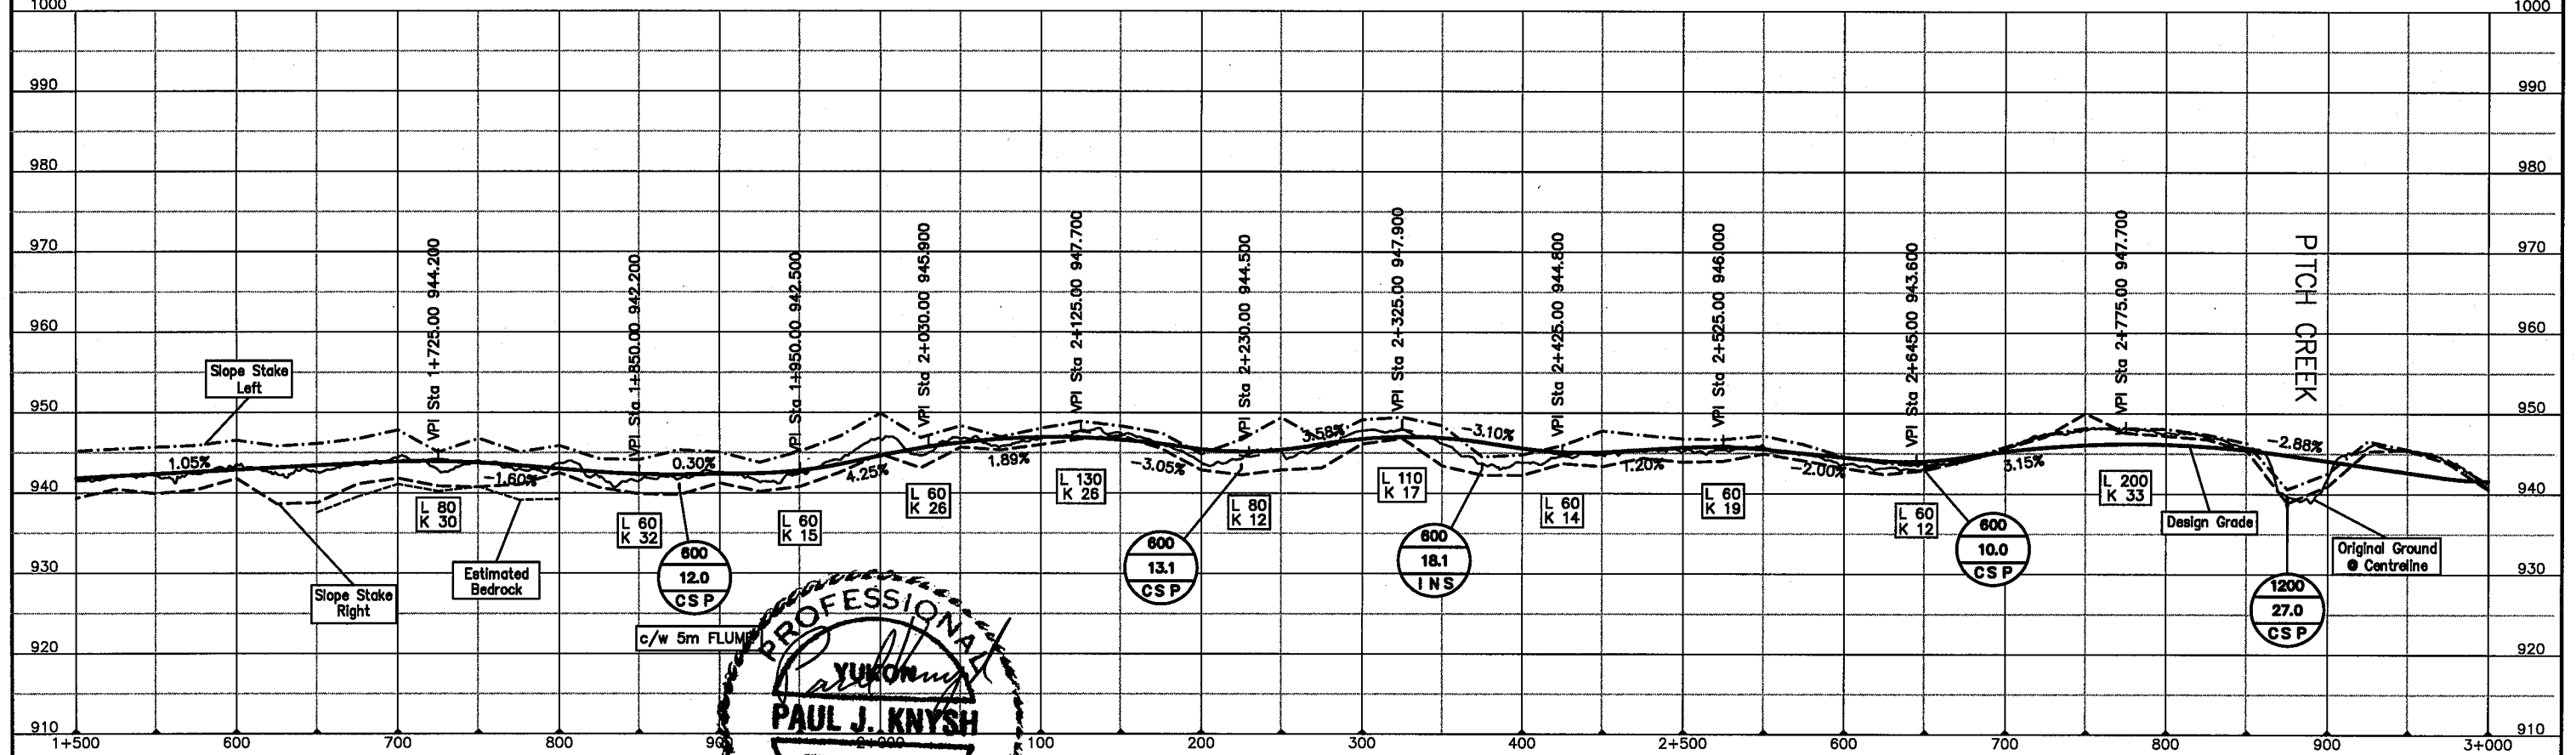 1000
1000
990
990
980
980
970
970
960
960
950
950
940
940
930
930
920
920
910
910
VPI Sta 1+725.00 944.200
VPI Sta 1+850.00 942.200
VPI Sta 1+950.00 942.500
VPI Sta 2+030.00 945.900
VPI Sta 2+125.00 947.700
VPI Sta 2+230.00 944.500
VPI Sta 2+325.00 947.900
VPI Sta 2+425.00 944.800
VPI Sta 2+525.00 946.000
VPI Sta 2+645.00 943.600
VPI Sta 2+775.00 947.700
PITCH CREEK
Slope Stake
Left
1.05%
-1.60%
0.30%
4.25%
1.89%
-3.05%
3.58%
-3.10%
1.20%
-2.00%
3.15%
-2.88%
L 80
K 30
L 60
K 32
L 60
K 15
L 60
K 26
L 130
K 26
L 80
K 12
L 110
K 17
L 60
K 14
L 60
K 19
L 60
K 12
L 200
K 33
Slope Stake
Right
Estimated
Bedrock
600
12.0
CSP
c/w 5m FLUME
600
13.1
CSP
600
18.1
INS
600
10.0
CSP
Design Grade
1200
27.0
CSP
Original Ground
@ Centreline
PROFESSIONAL
YUKON
PAUL J. KNYSH
1+500
600
700
800
900
2+000
100
200
300
400
2+500
600
700
800
900
3+000